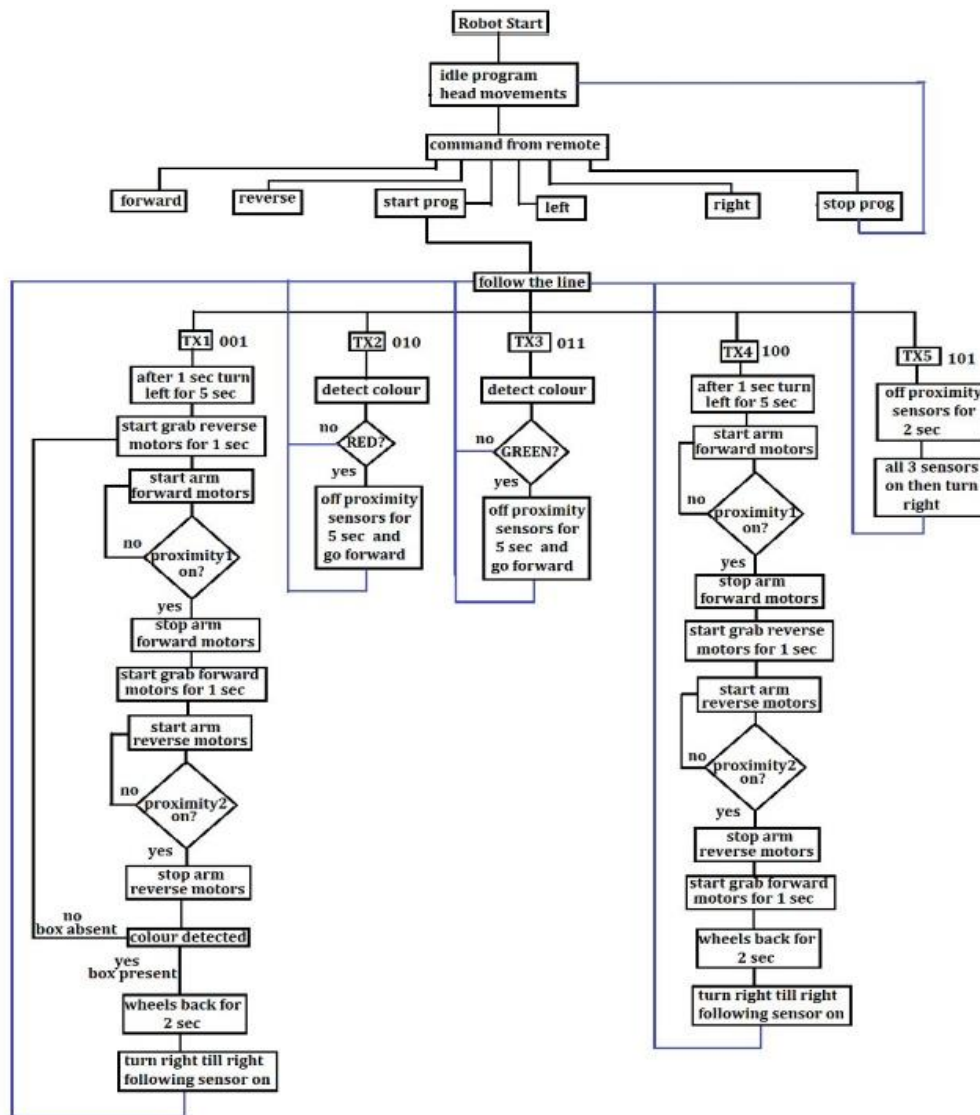 Robot Start
idle program
head movements
command from remote
forward
reverse
start prog
left
right
stop prog
follow the line
TX1 001
after 1 sec turn
left for 5 sec
start grab reverse
motors for 1 sec
start arm
forward motors
no
proximity1
on?
yes
stop arm
forward motors
start grab forward
motors for 1 sec
start arm
reverse motors
no
proximity2
on?
yes
stop arm
reverse motors
no
box absent
colour detected
yes
box present
wheels back for
2 sec
turn right till right
following sensor on
TX2 010
detect colour
no
RED?
yes
off proximity
sensors for
5 sec and
go forward
TX3 011
detect colour
no
GREEN?
yes
off proximity
sensors for
5 sec and
go forward
TX4 100
after 1 sec turn
left for 5 sec
start arm
forward motors
no
proximity1
on?
yes
stop arm
forward motors
start grab reverse
motors for 1 sec
start arm
reverse motors
no
proximity2
on?
yes
stop arm
reverse motors
start grab forward
motors for 1 sec
wheels back for
2 sec
turn right till right
following sensor on
TX5 101
off proximity
sensors for
2 sec
all 3 sensors
on then turn
right